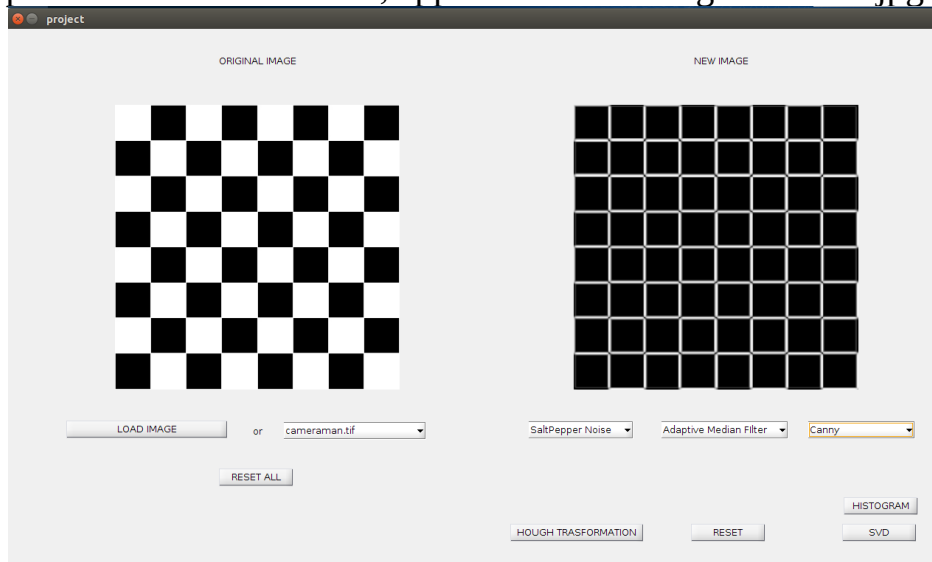 project
ORIGINAL IMAGE
NEW IMAGE
LOAD IMAGE
or
cameraman.tif
SaltPepper Noise
Adaptive Median Filter
Canny
RESET ALL
HISTOGRAM
HOUGH TRASFORMATION
RESET
SVD